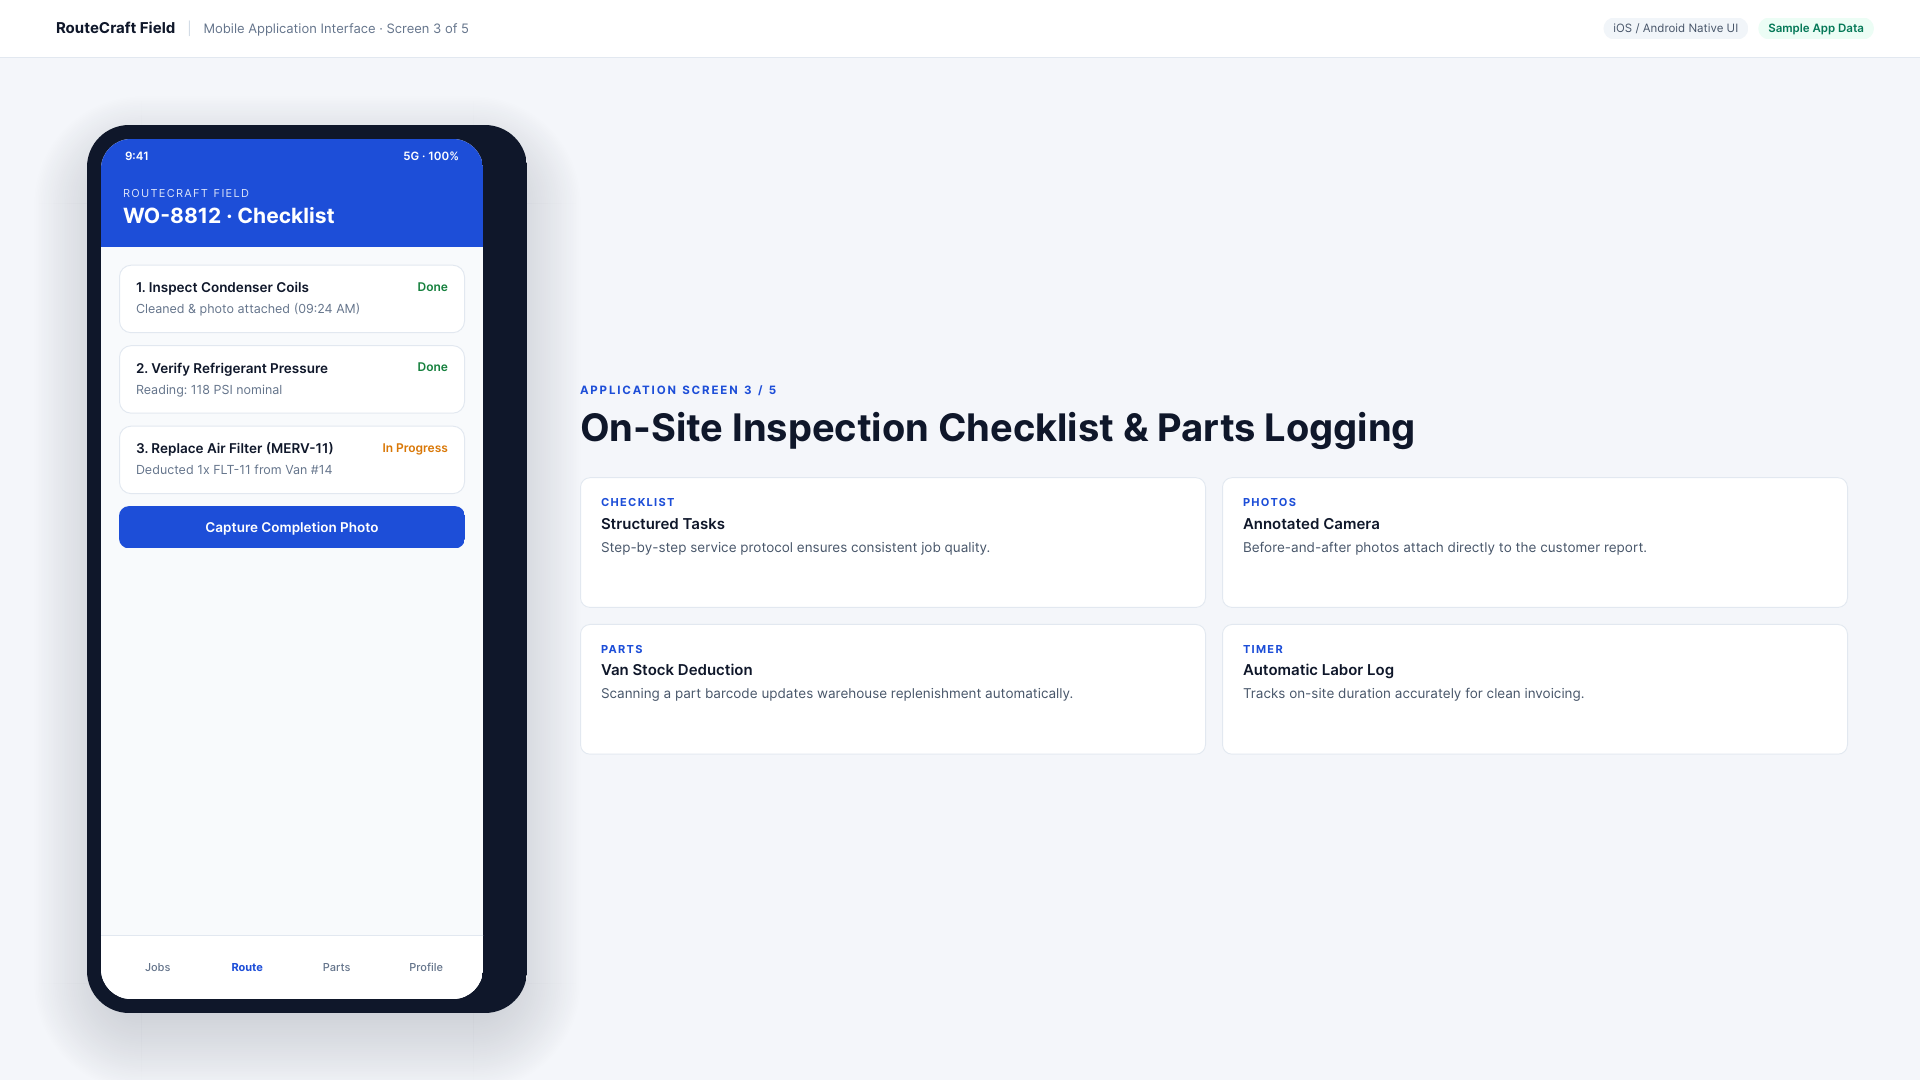 RouteCraft Field
Mobile Application Interface · Screen 3 of 5
iOS / Android Native UI
Sample App Data
9:41
5G · 100%
ROUTECRAFT FIELD
WO-8812 · Checklist
1. Inspect Condenser Coils
Done
Cleaned & photo attached (09:24 AM)
2. Verify Refrigerant Pressure
Done
Reading: 118 PSI nominal
3. Replace Air Filter (MERV-11)
In Progress
Deducted 1x FLT-11 from Van #14
Capture Completion Photo
Jobs
Route
Parts
Profile
APPLICATION SCREEN 3 / 5
On-Site Inspection Checklist & Parts Logging
CHECKLIST
Structured Tasks
Step-by-step service protocol ensures consistent job quality.
PHOTOS
Annotated Camera
Before-and-after photos attach directly to the customer report.
PARTS
Van Stock Deduction
Scanning a part barcode updates warehouse replenishment automatically.
TIMER
Automatic Labor Log
Tracks on-site duration accurately for clean invoicing.